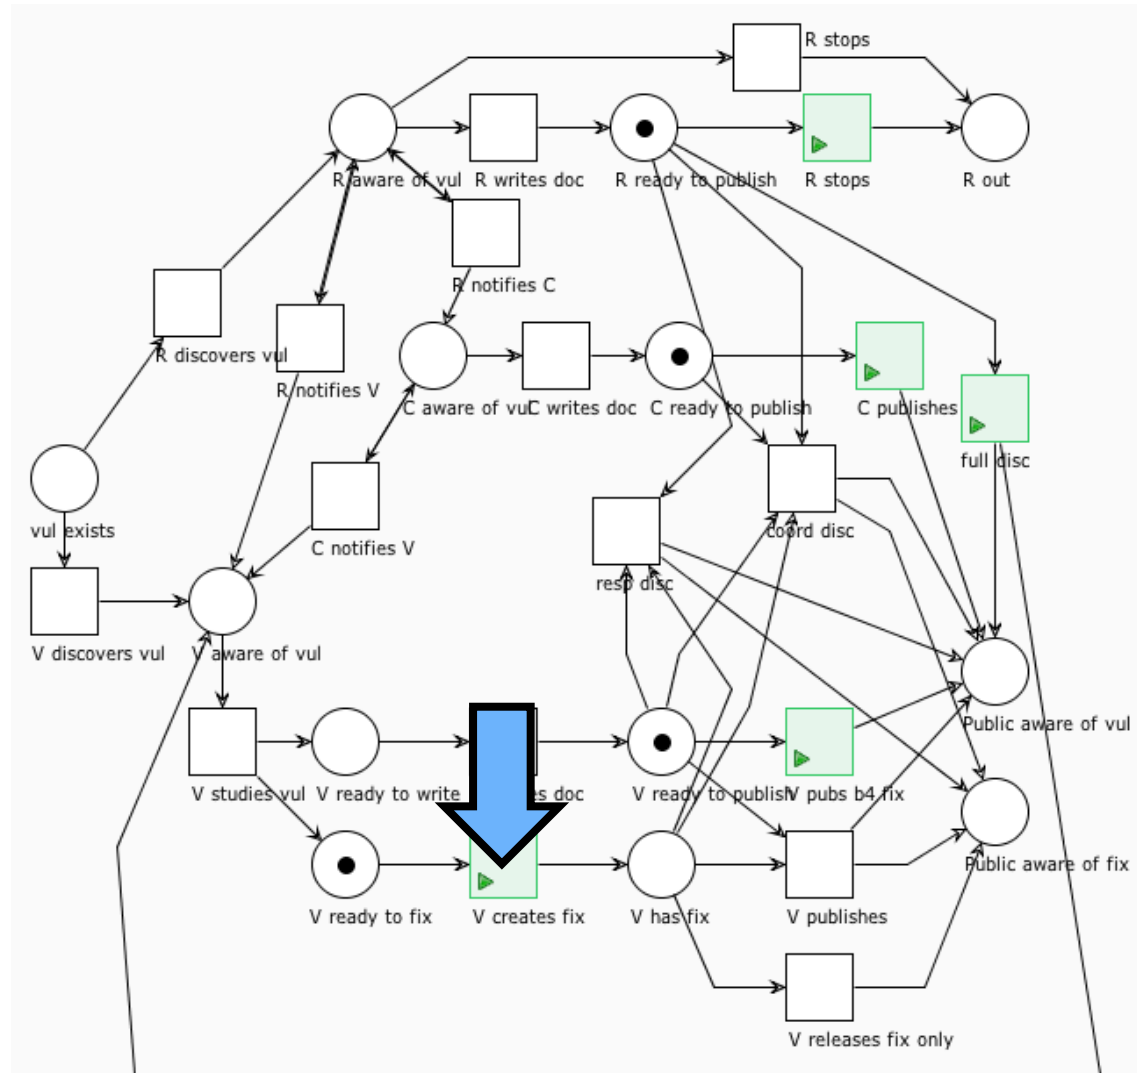 R stops
R aware of vul
R writes doc
R ready to publish
R stops
R out
R notifies C
R discovers vul
R notifies V
C aware of vul
C writes doc
C ready to publish
C publishes
full disc
vul exists
C notifies V
coord disc
resp disc
V discovers vul
V aware of vul
Public aware of vul
V studies vul
V ready to write
es doc
V ready to publish
V pubs b4 fix
Public aware of fix
V ready to fix
V creates fix
V has fix
V publishes
V releases fix only